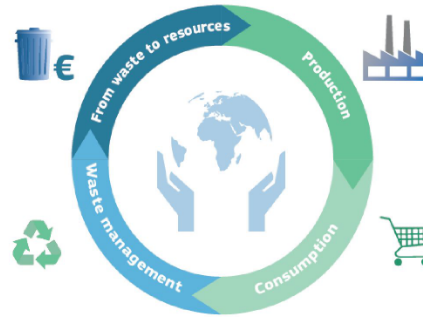 From waste to resources
Production
Consumption
Waste management
€